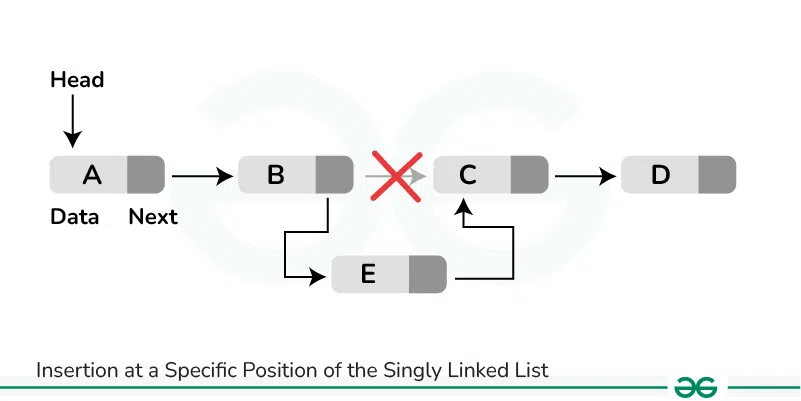 Head
A B C D
Data Next
E
Insertion at a Specific Position of the Singly Linked List